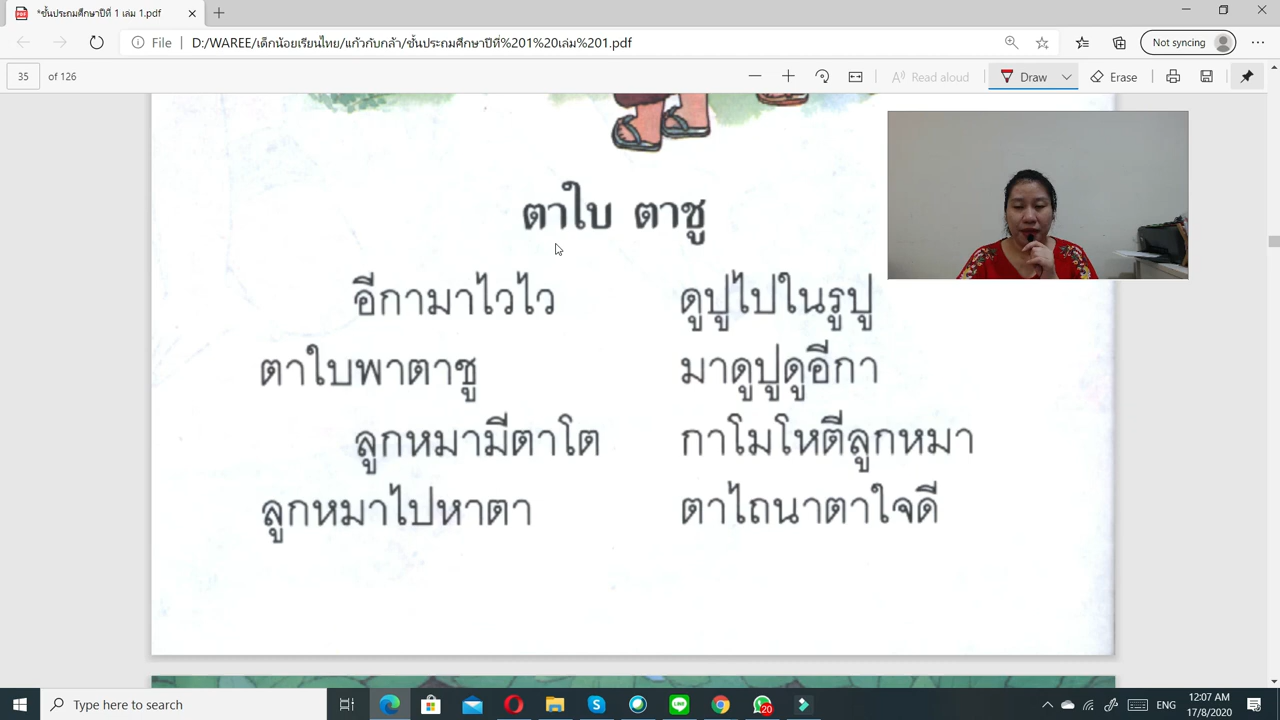 *ชั้นประถมศึกษาปีที่ 1 เล่ม 1.pdf
File D:/WAREE/เด็กน้อยเรียนไทย/แก้วกับกล้า/ชั้นประถมศึกษาปีที่%201%20เล่ม%201.pdf Not syncing
35 of 126 Read aloud Draw Erase
ตาใบ ตาชู
อีกามาไวไว ดูปูไปในรูปู
ตาใบพาตาชู มาดูปูดูอีกา
ลูกหมามีตาโต กาโมโหตีลูกหมา
ลูกหมาไปหาตา ตาไถนาตาใจดี
Type here to search 20 ENG 12:07 AM
17/8/2020